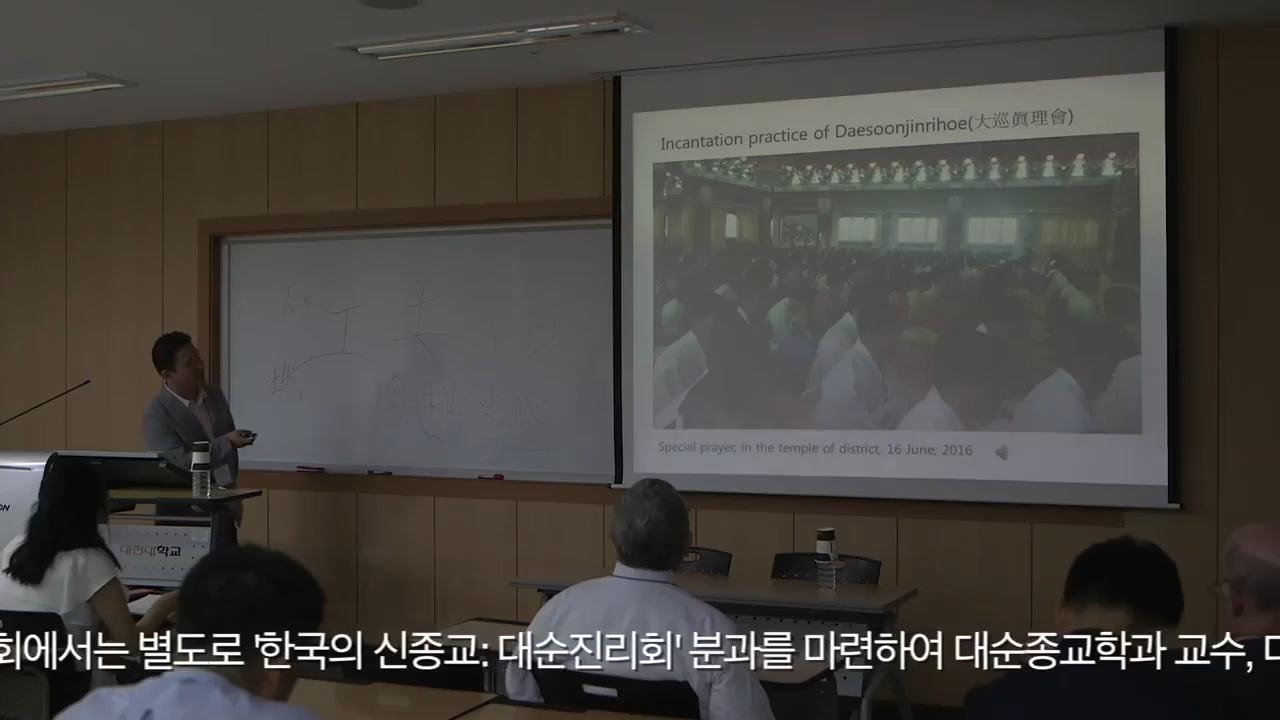 Incantation practice of Daesoonjinrihoe(大巡眞理會)
Special prayer, in the temple of district, 16 June, 2016
大
ON
대진대학교
회에서는 별도로 '한국의 신종교: 대순진리회' 분과를 마련하여 대순종교학과 교수,